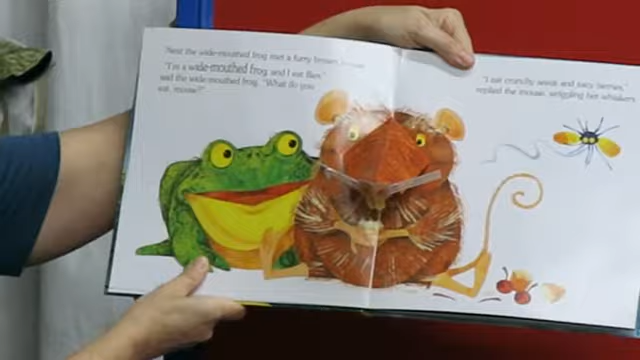 Next the wide-mouthed frog met a furry brown mouse.
"I'm a wide-mouthed frog, and I eat flies,"
said the wide-mouthed frog. "What do you
eat, mouse?"
"I eat crunchy seeds and juicy berries,"
replied the mouse, wriggling her whiskers.